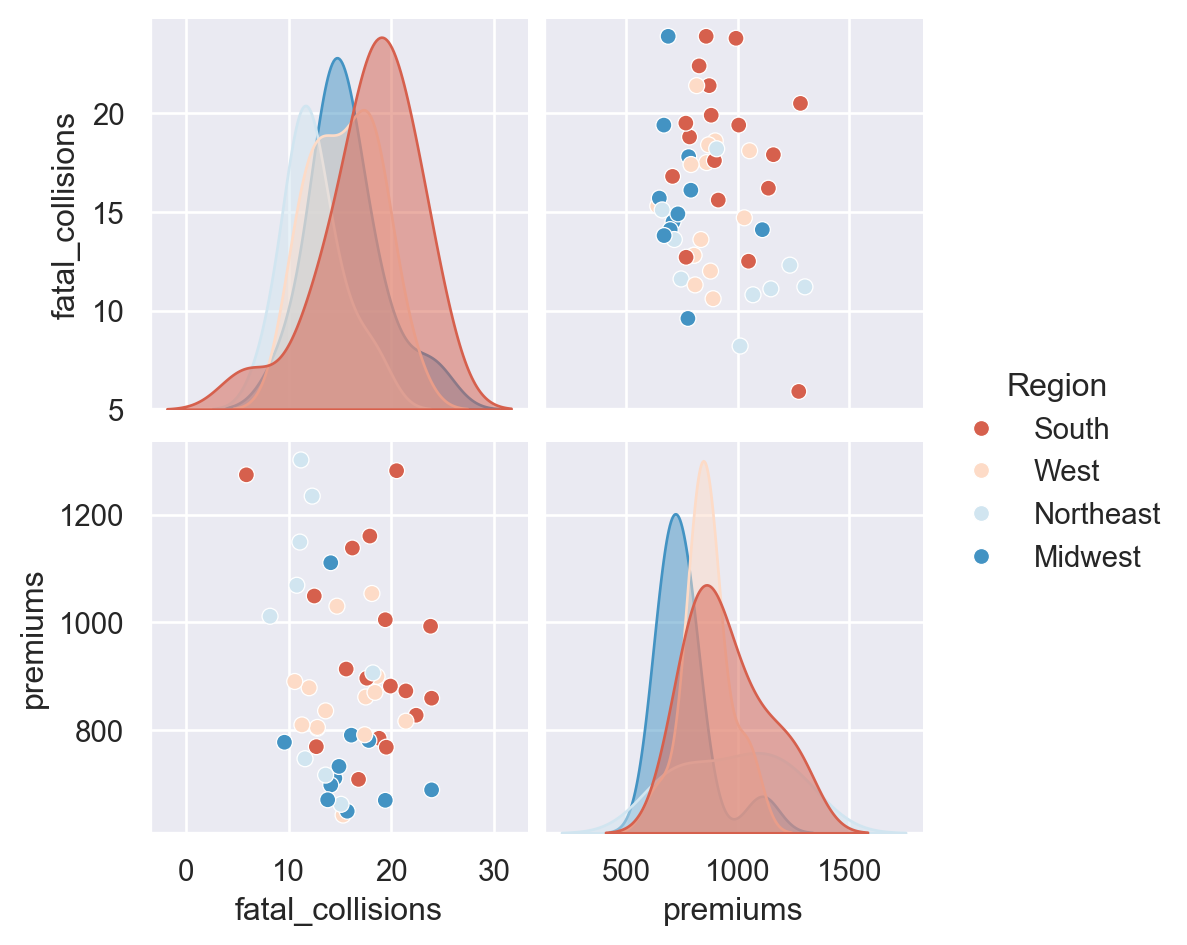 fatal_collisions
20
15
10
5
premiums
1200
1000
800
0 10 20 30
500 1000 1500
fatal_collisions
premiums
Region
South
West
Northeast
Midwest